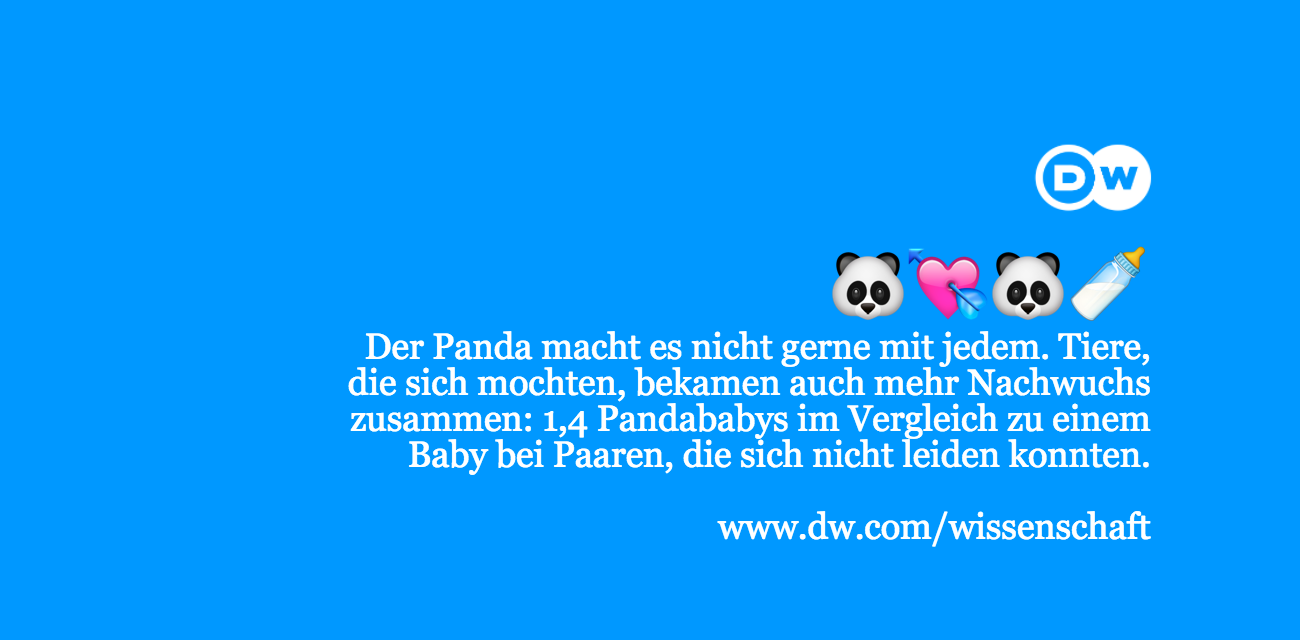 DW
Der Panda macht es nicht gerne mit jedem. Tiere,
die sich mochten, bekamen auch mehr Nachwuchs
zusammen: 1,4 Pandababys im Vergleich zu einem
Baby bei Paaren, die sich nicht leiden konnten.
www.dw.com/wissenschaft